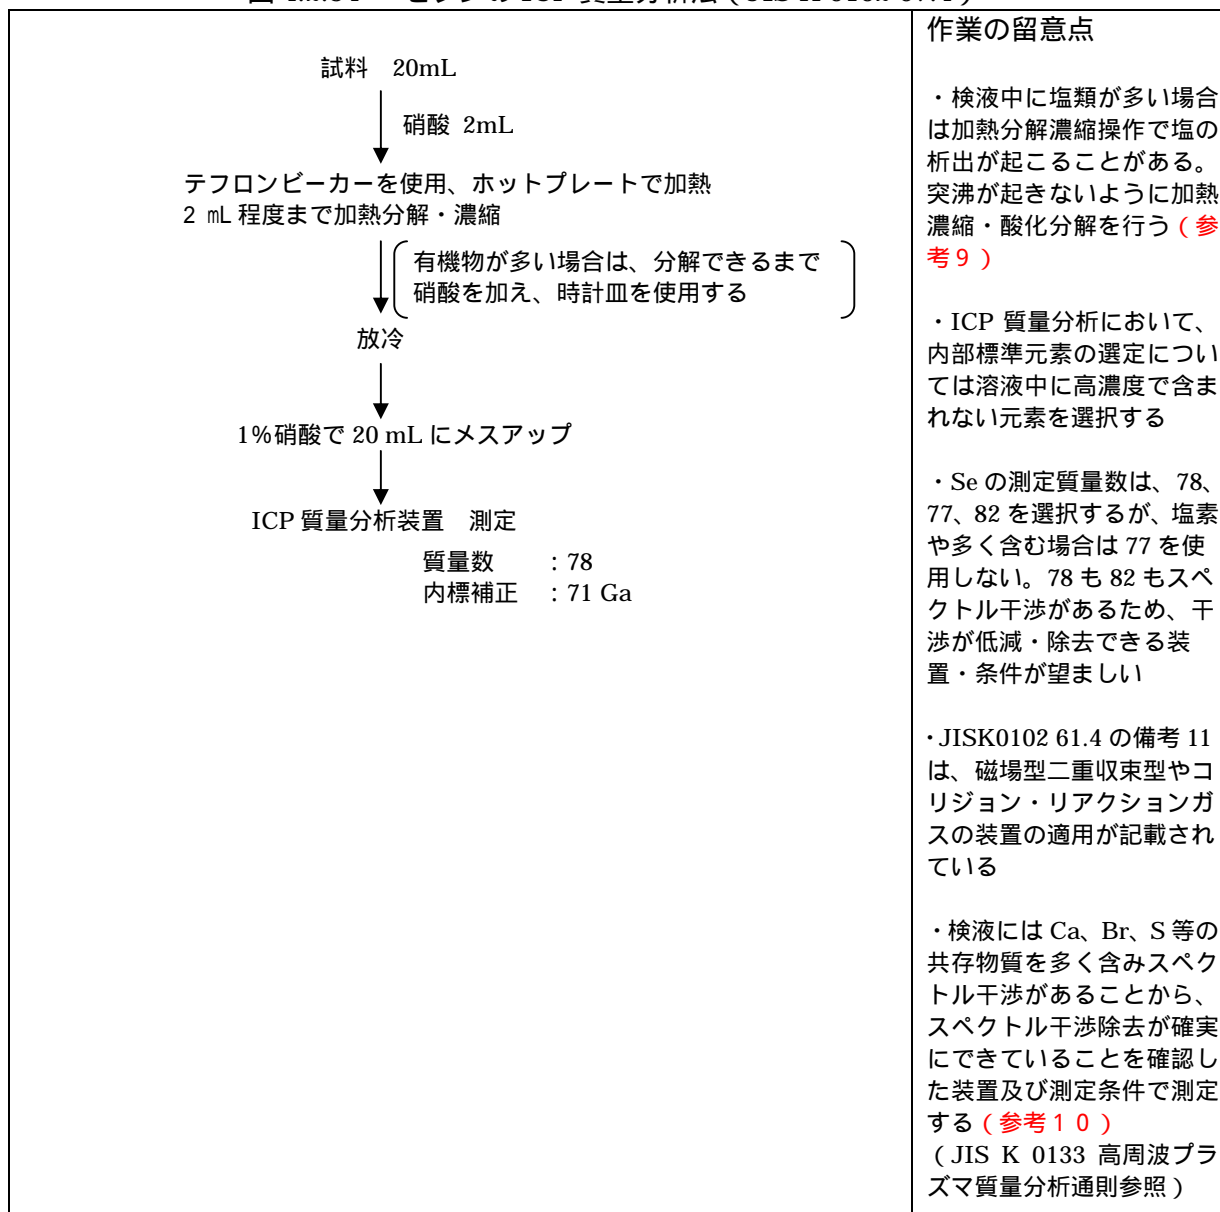 試料　20mL
硝酸 2mL
テフロンビーカーを使用、ホットプレートで加熱
2 mL 程度まで加熱分解・濃縮
有機物が多い場合は、分解できるまで
硝酸を加え、時計皿を使用する
放冷
1%硝酸で 20 mL にメスアップ
ICP 質量分析装置　測定
質量数　　：78
内標補正　：71 Ga
作業の留意点
・検液中に塩類が多い場合
は加熱分解濃縮操作で塩の
析出が起こることがある。
突沸が起きないように加熱
濃縮・酸化分解を行う（参
考９）
・ICP 質量分析において、
内部標準元素の選定につい
ては溶液中に高濃度で含ま
れない元素を選択する
・Se の測定質量数は、78、
77、82 を選択するが、塩素
や多く含む場合は 77 を使
用しない。78 も 82 もスペ
クトル干渉があるため、干
渉が低減・除去できる装
置・条件が望ましい
・JISK0102 61.4 の備考 11
は、磁場型二重収束型やコ
リジョン・リアクションガ
スの装置の適用が記載され
ている
・検液には Ca、Br、S 等の
共存物質を多く含みスペク
トル干渉があることから、
スペクトル干渉除去が確実
にできていることを確認し
た装置及び測定条件で測定
する（参考１０）
（JIS K 0133 高周波プラ
ズマ質量分析通則参照）